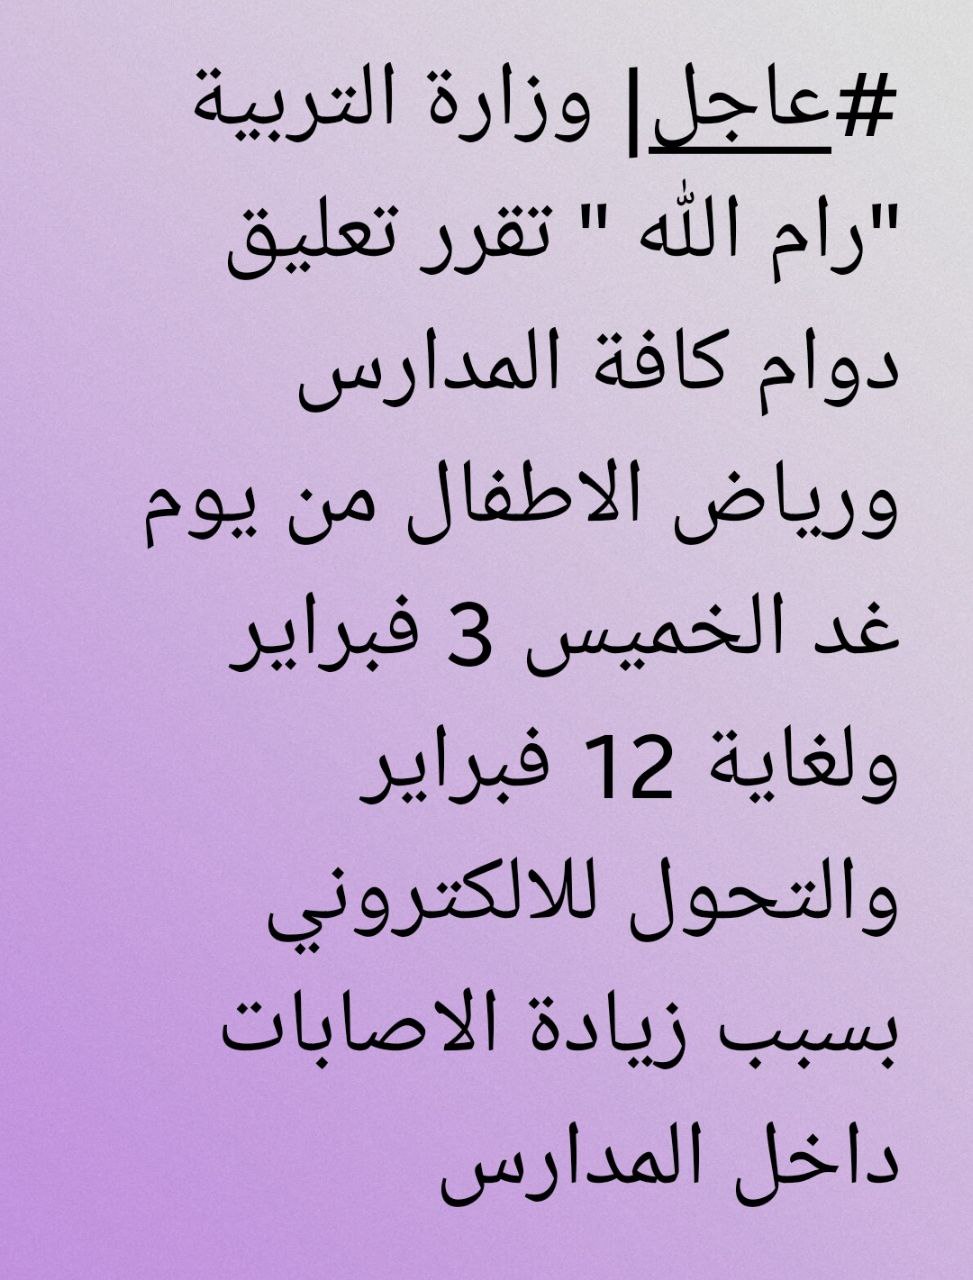 #عاجل| وزارة التربية
"رام الله " تقرر تعليق
دوام كافة المدارس
ورياض الاطفال من يوم
غد الخميس 3 فبراير
ولغاية 12 فبراير
والتحول للالكتروني
بسبب زيادة الاصابات
داخل المدارس